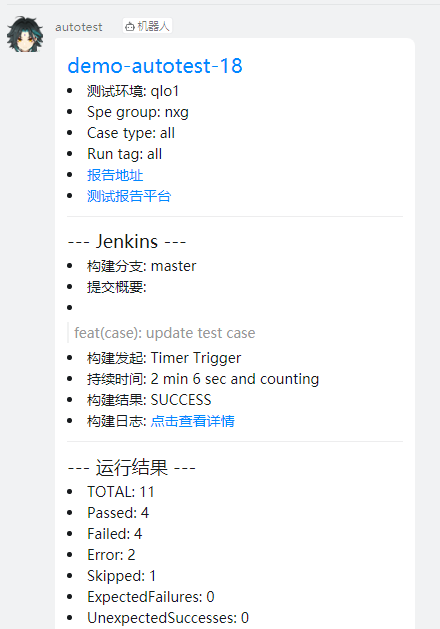 autotest 机器人
demo-autotest-18
测试环境: qlo1
Spe group: nxg
Case type: all
Run tag: all
报告地址
测试报告平台
--- Jenkins ---
构建分支: master
提交概要:
feat(case): update test case
构建发起: Timer Trigger
持续时间: 2 min 6 sec and counting
构建结果: SUCCESS
构建日志: 点击查看详情
--- 运行结果 ---
TOTAL: 11
Passed: 4
Failed: 4
Error: 2
Skipped: 1
ExpectedFailures: 0
UnexpectedSuccesses: 0